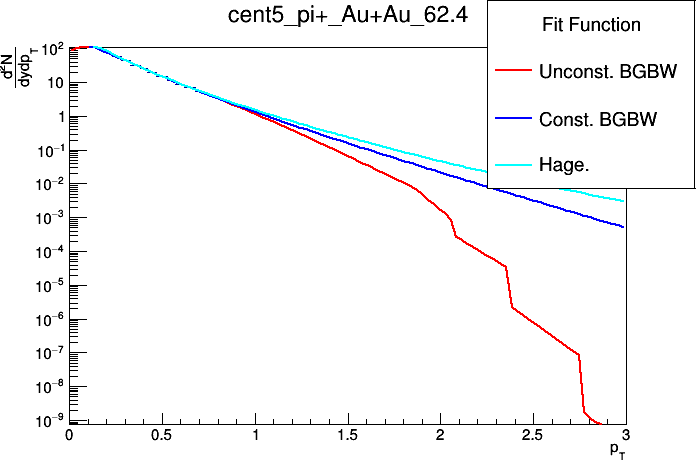 cent5_pi+_Au+Au_62.4
Fit Function
Unconst. BGBW
Const. BGBW
Hage.
d²N
dydp_T
10²
10
1
10⁻¹
10⁻²
10⁻³
10⁻⁴
10⁻⁵
10⁻⁶
10⁻⁷
10⁻⁸
10⁻⁹
0 0.5 1 1.5 2 2.5 3
p_T